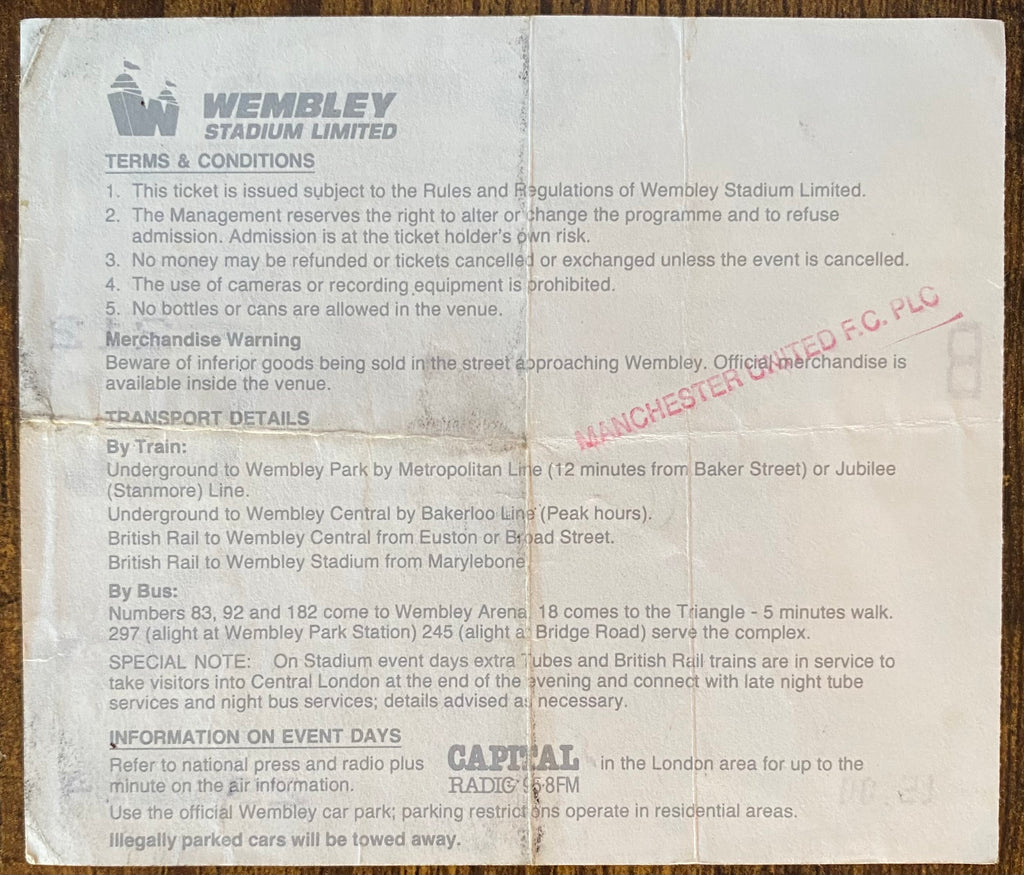 WEMBLEY
STADIUM LIMITED
TERMS & CONDITIONS
1. This ticket is issued subject to the Rules and Regulations of Wembley Stadium Limited.
2. The Management reserves the right to alter or change the programme and to refuse
admission. Admission is at the ticket holder's own risk.
3. No money may be refunded or tickets cancelled or exchanged unless the event is cancelled.
4. The use of cameras or recording equipment is prohibited.
5. No bottles or cans are allowed in the venue.
Merchandise Warning
Beware of inferior goods being sold in the street approaching Wembley. Official merchandise is
available inside the venue.
MANCHESTER UNITED F.C. PLC
TRANSPORT DETAILS
By Train:
Underground to Wembley Park by Metropolitan Line (12 minutes from Baker Street) or Jubilee
(Stanmore) Line.
Underground to Wembley Central by Bakerloo Line (Peak hours).
British Rail to Wembley Central from Euston or Broad Street.
British Rail to Wembley Stadium from Marylebone.
By Bus:
Numbers 83, 92 and 182 come to Wembley Arena, 18 comes to the Triangle - 5 minutes walk.
297 (alight at Wembley Park Station) 245 (alight at Bridge Road) serve the complex.
SPECIAL NOTE: On Stadium event days extra Tubes and British Rail trains are in service to
take visitors into Central London at the end of the evening and connect with late night tube
services and night bus services; details advised as necessary.
INFORMATION ON EVENT DAYS
Refer to national press and radio plus CAPITAL RADIO 95·8FM in the London area for up to the
minute on the air information.
Use the official Wembley car park; parking restrictions operate in residential areas.
Illegally parked cars will be towed away.